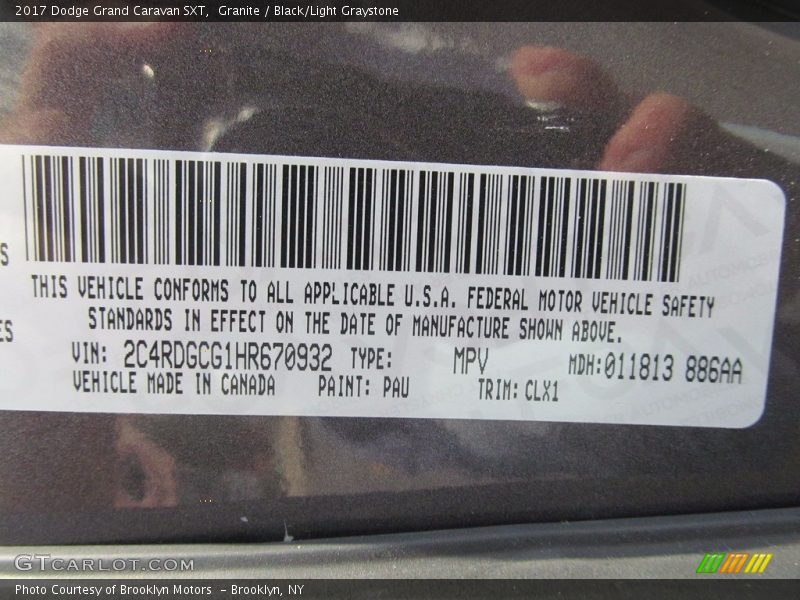 2017 Dodge Grand Caravan SXT, Granite / Black/Light Graystone
THIS VEHICLE CONFORMS TO ALL APPLICABLE U.S.A. FEDERAL MOTOR VEHICLE SAFETY
STANDARDS IN EFFECT ON THE DATE OF MANUFACTURE SHOWN ABOVE.
VIN: 2C4RDGCG1HR670932 TYPE: MPV MDH:011813 886AA
VEHICLE MADE IN CANADA PAINT: PAU TRIM: CLX1
GTCARLOT.COM
Photo Courtesy of Brooklyn Motors - Brooklyn, NY